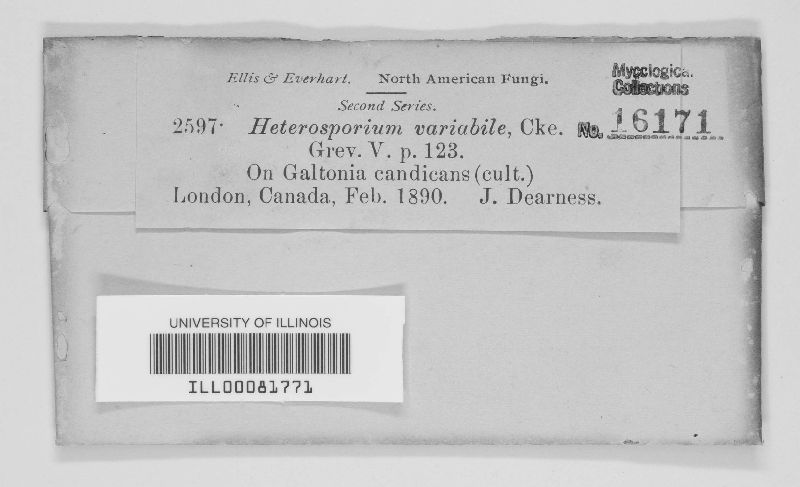 Ellis & Everhart. North American Fungi.
Second Series.
2597. Heterosporium variabile, Cke.
Grev. V. p. 123.
On Galtonia candicans (cult.)
London, Canada, Feb. 1890. J. Dearness.
Mycological
Collections
No. 16171
UNIVERSITY OF ILLINOIS
ILL00081771